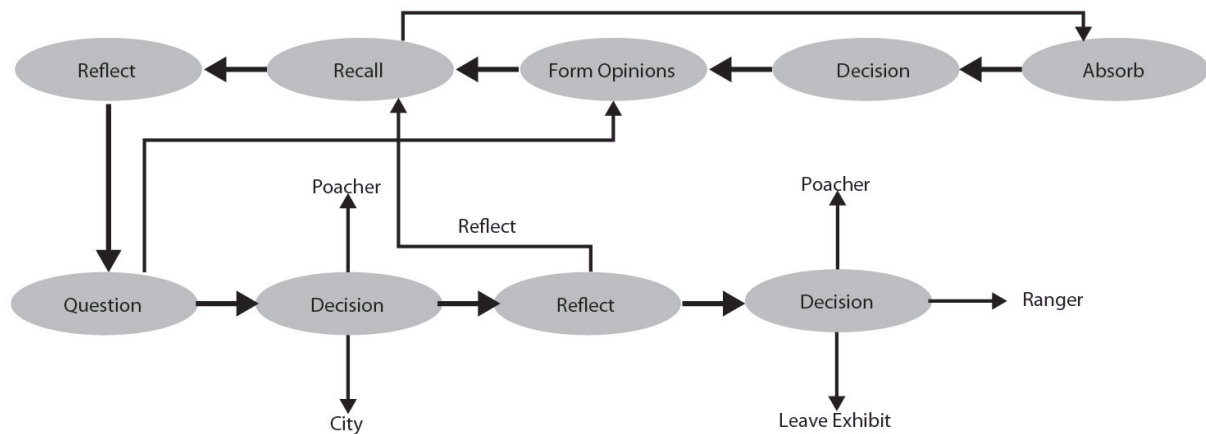 Reflect
Recall
Form Opinions
Decision
Absorb
Poacher
Poacher
Reflect
Question
Decision
Reflect
Decision
Ranger
City
Leave Exhibit